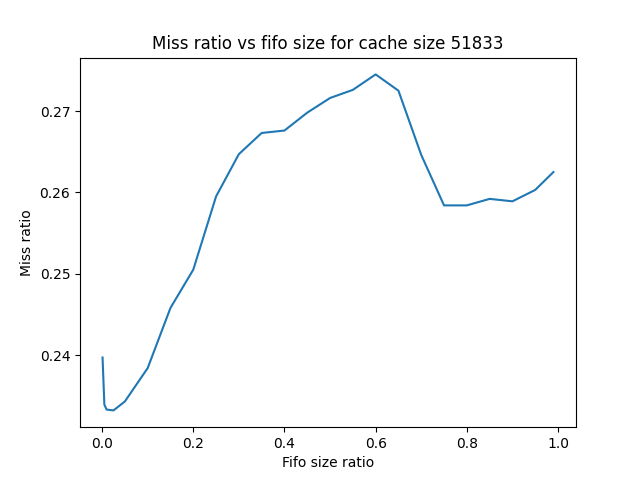 Miss ratio vs fifo size for cache size 51833
0.27
0.26
0.25
0.24
Miss ratio
0.0 0.2 0.4 0.6 0.8 1.0
Fifo size ratio